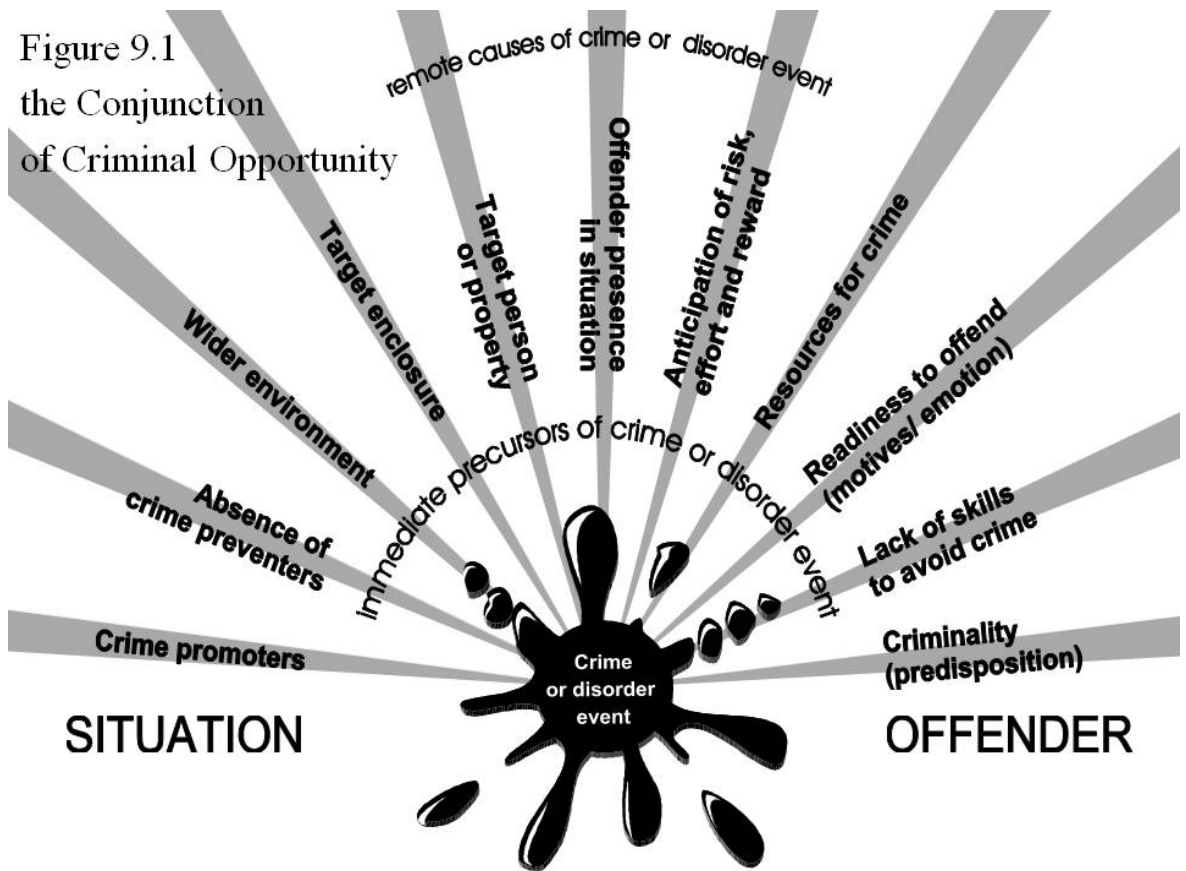 Figure 9.1
the Conjunction
of Criminal Opportunity
remote causes of crime or disorder event
Crime promoters
Absence of
crime preventers
Wider environment
Target enclosure
Target person
or property
Offender presence
in situation
Anticipation of risk,
effort and reward
Resources for crime
Readiness to offend
(motives/ emotion)
Lack of skills
to avoid crime
Criminality
(predisposition)
immediate precursors of crime or disorder event
Crime
or disorder
event
SITUATION
OFFENDER